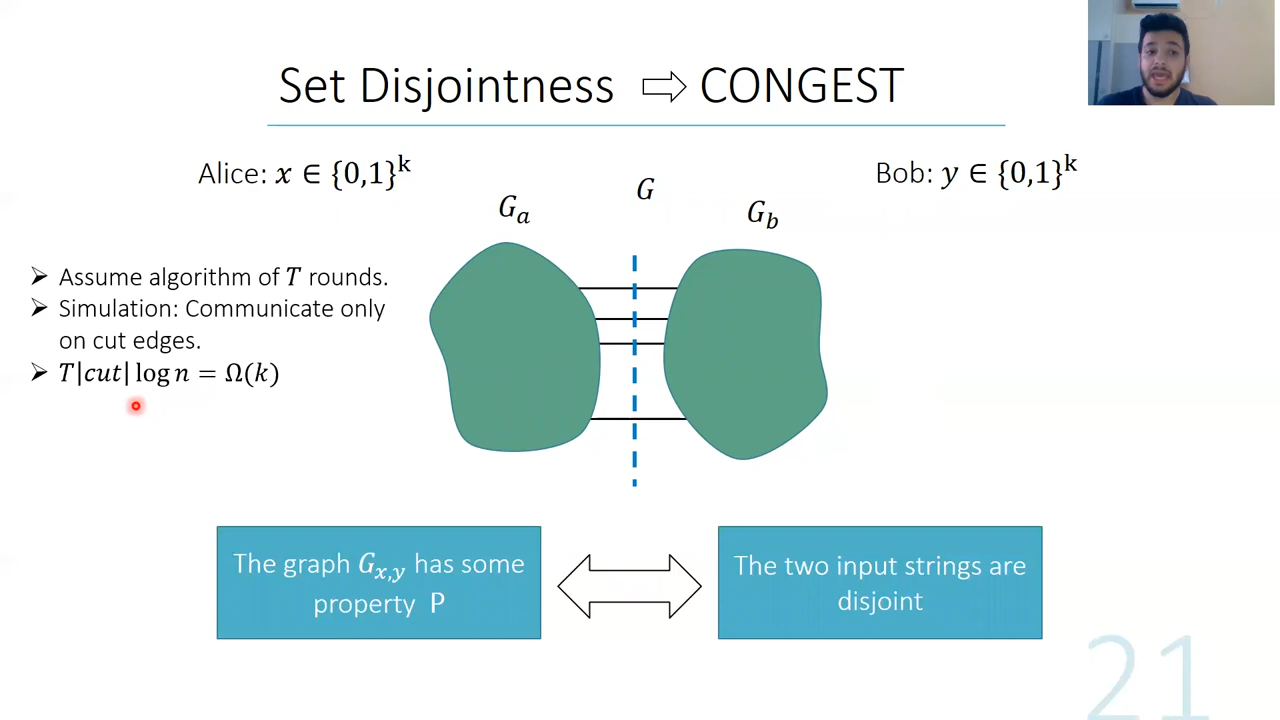 Set Disjointness ⇨ CONGEST
Alice: x ∈ {0,1}^k
G
Bob: y ∈ {0,1}^k
G_a
G_b
➢ Assume algorithm of T rounds.
➢ Simulation: Communicate only
on cut edges.
➢ T|cut| log n = Ω(k)
The graph G_{x,y} has some
property P
The two input strings are
disjoint
21